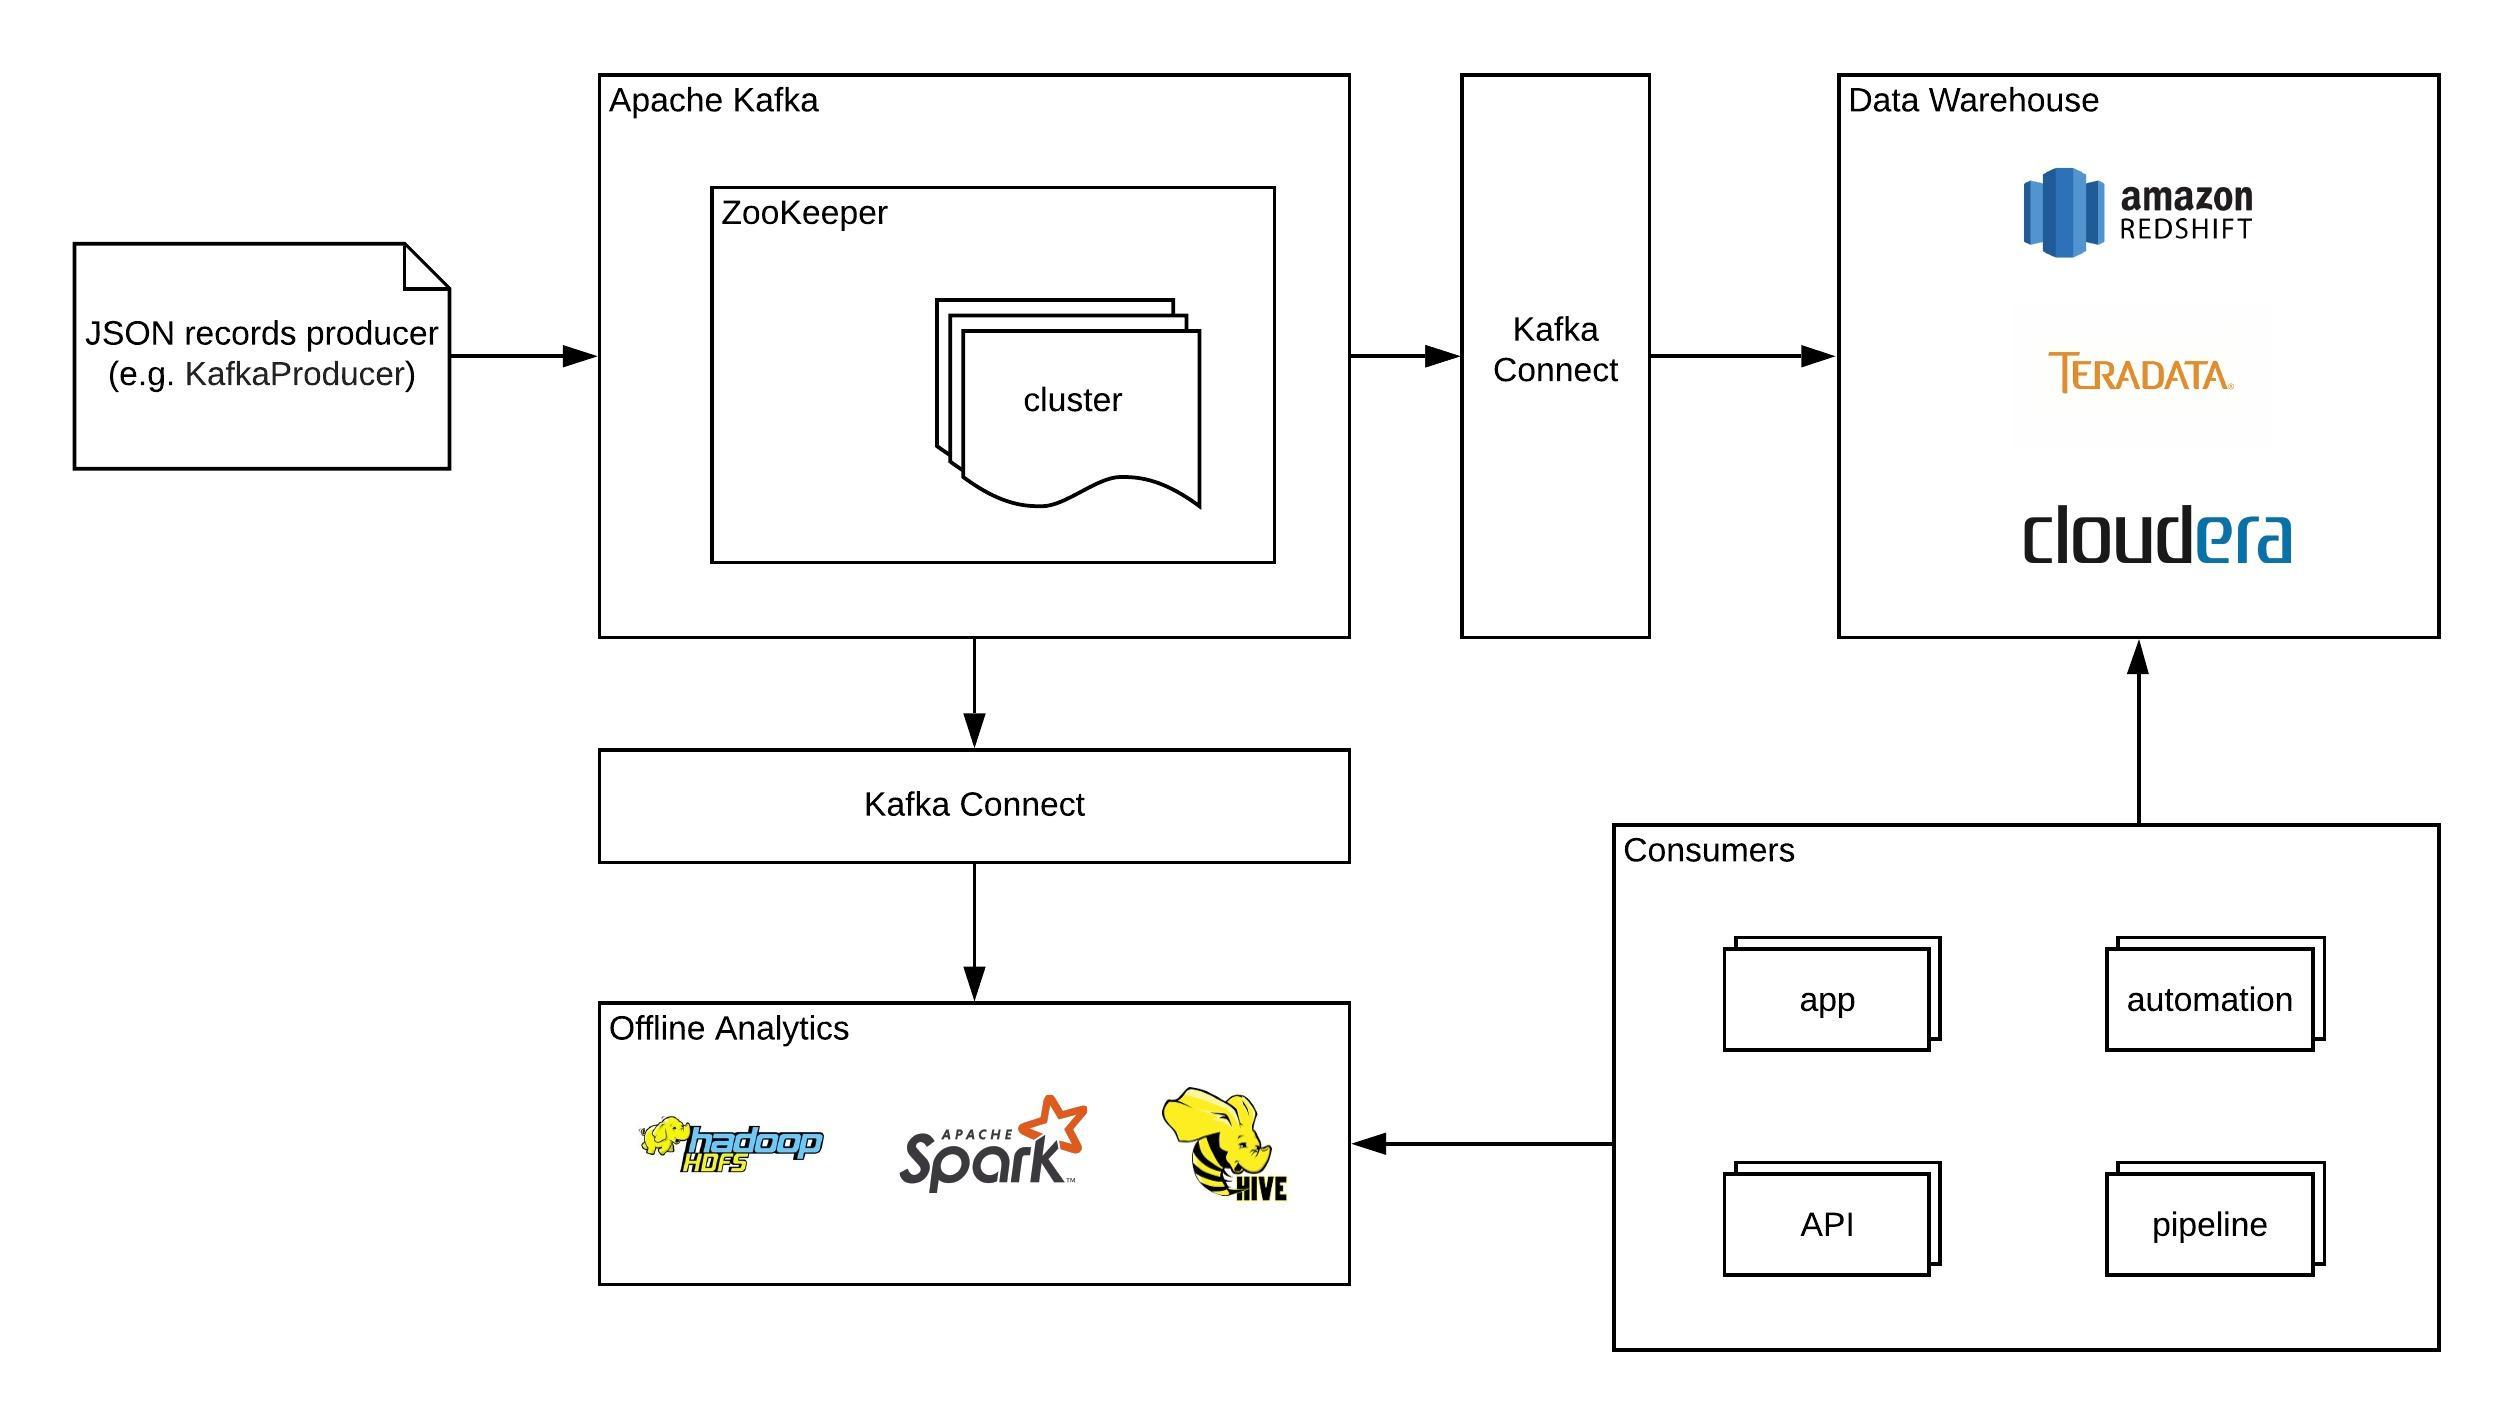 Apache Kafka
ZooKeeper
cluster
JSON records producer
(e.g. KafkaProducer)
Kafka
Connect
Data Warehouse
amazon
REDSHIFT
TERADATA®
cloudera
Kafka Connect
Offline Analytics
hadoop
HDFS
APACHE
Spark™
HIVE
Consumers
app
automation
API
pipeline